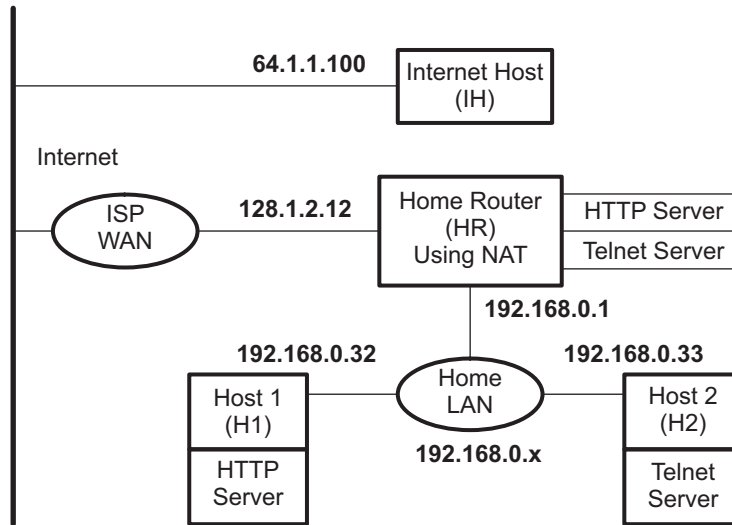 64.1.1.100
Internet Host
(IH)
Internet
ISP
WAN
128.1.2.12
Home Router
(HR)
Using NAT
HTTP Server
Telnet Server
192.168.0.1
192.168.0.32
192.168.0.33
Host 1
(H1)
HTTP
Server
Home
LAN
192.168.0.x
Host 2
(H2)
Telnet
Server